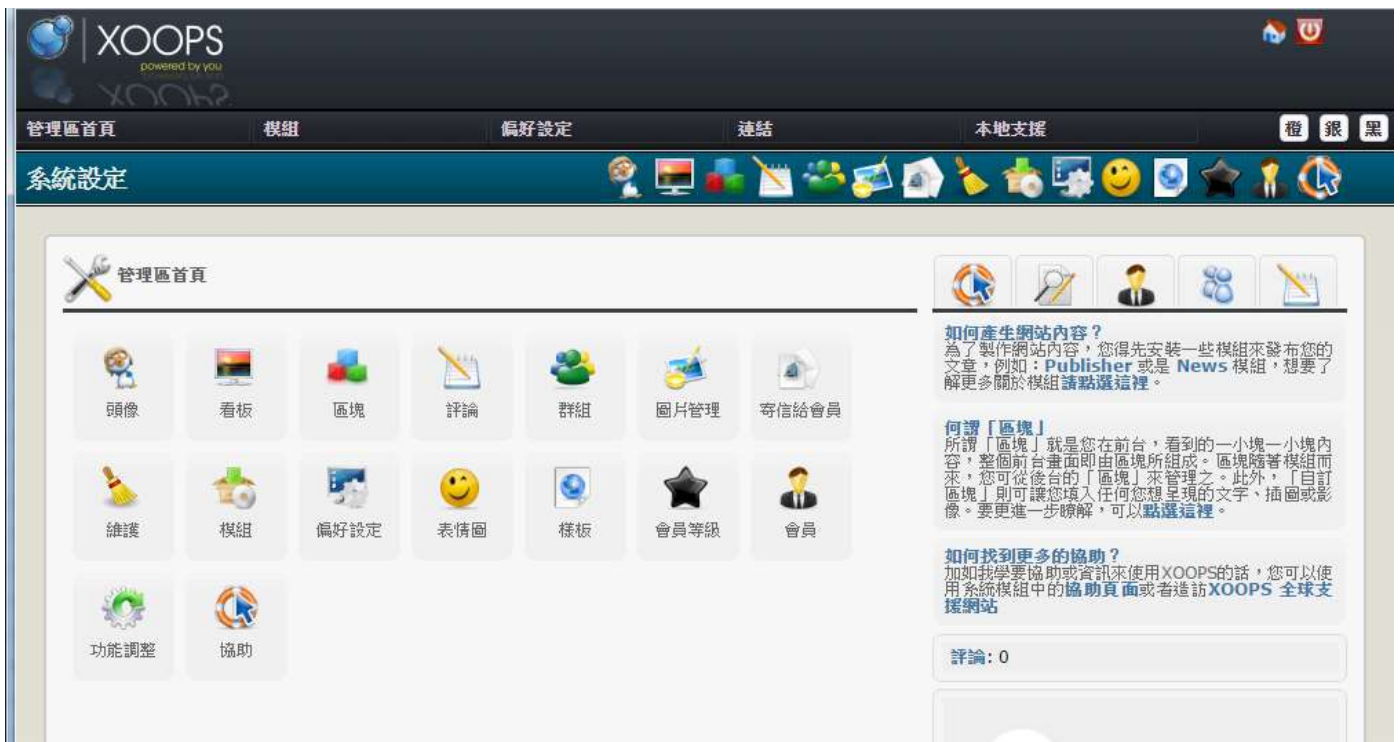 XOOPS
powered by you
管理區首頁 模組 偏好設定 連結 本地支援 橙 銀 黑
系統設定
管理區首頁
頭像 看板 區塊 評論 群組 圖片管理 寄信給會員
維護 模組 偏好設定 表情圖 樣板 會員等級 會員
功能調整 協助
如何產生網站內容？
為了製作網站內容，您得先安裝一些模組來發布您的
文章，例如：Publisher 或是 News 模組，想要了
解更多關於模組請點選這裡。
何謂「區塊」
所謂「區塊」就是您在前台，看到的一小塊一小塊內
容，整個前台畫面即由區塊所組成。區塊隨著模組而
來，您可從後台的「區塊」來管理之。此外，「自訂
區塊」則可讓您填入任何您想呈現的文字、插圖或影
像。要更進一步瞭解，可以點選這裡。
如何找到更多的協助？
加如我學要協助或資訊來使用XOOPS的話，您可以使
用系統模組中的協助頁面或者造訪XOOPS 全球支
援網站
評論: 0